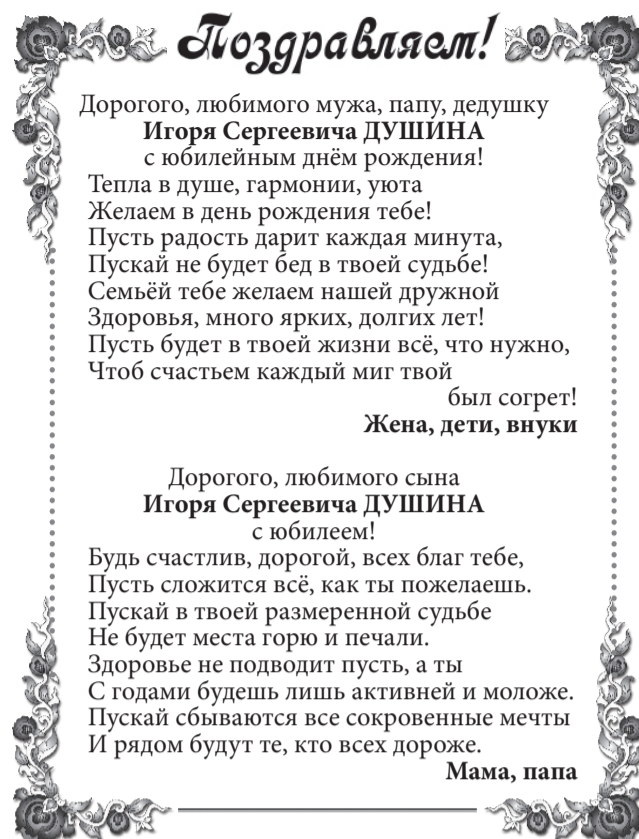 Поздравляем!
Дорогого, любимого мужа, папу, дедушку
Игоря Сергеевича ДУШИНА
с юбилейным днём рождения!
Тепла в душе, гармонии, уюта
Желаем в день рождения тебе!
Пусть радость дарит каждая минута,
Пускай не будет бед в твоей судьбе!
Семьёй тебе желаем нашей дружной
Здоровья, много ярких, долгих лет!
Пусть будет в твоей жизни всё, что нужно,
Чтоб счастьем каждый миг твой
был согрет!
Жена, дети, внуки
Дорогого, любимого сына
Игоря Сергеевича ДУШИНА
с юбилеем!
Будь счастлив, дорогой, всех благ тебе,
Пусть сложится всё, как ты пожелаешь.
Пускай в твоей размеренной судьбе
Не будет места горю и печали.
Здоровье не подводит пусть, а ты
С годами будешь лишь активней и моложе.
Пускай сбываются все сокровенные мечты
И рядом будут те, кто всех дороже.
Мама, папа